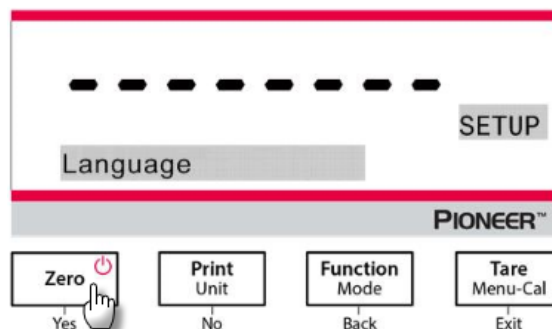 SETUP
Language
PIONEER™
Zero Print Function Tare
Unit Mode Menu-Cal
Yes No Back Exit